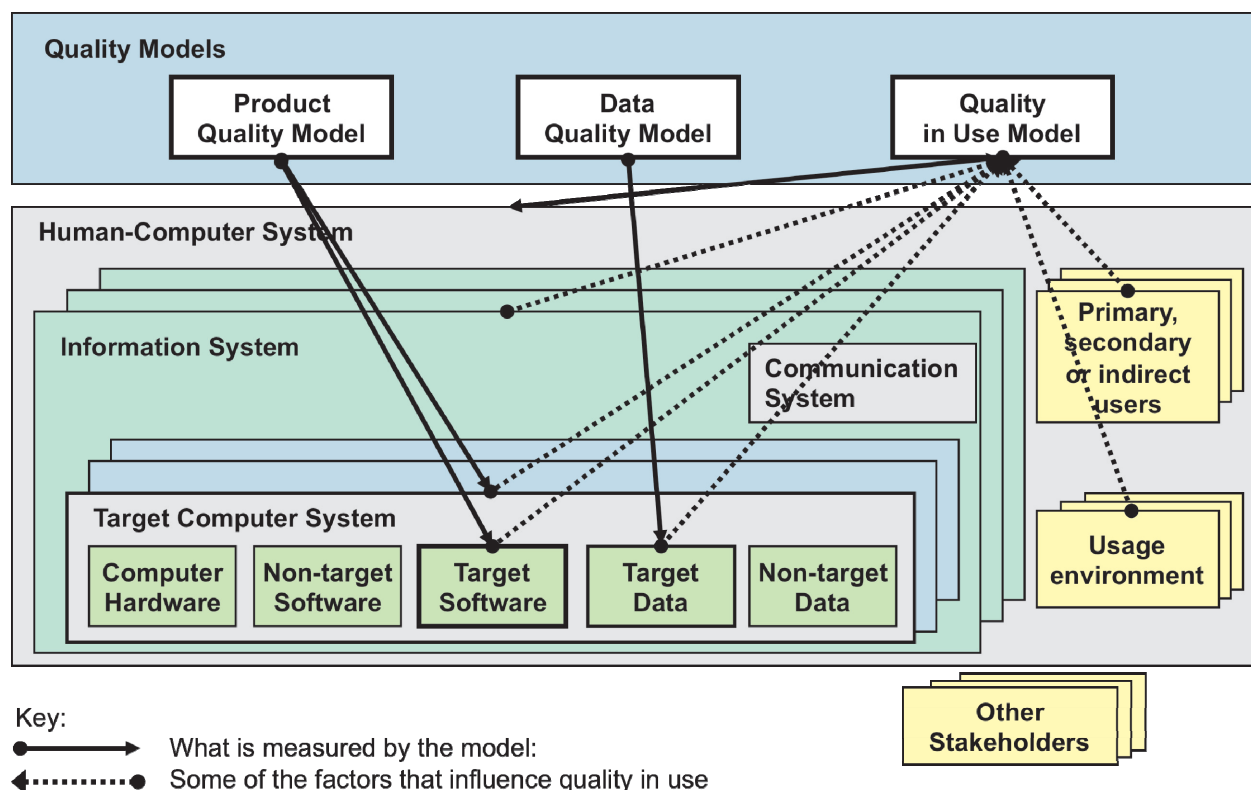 Quality Models
Product
Quality Model
Data
Quality Model
Quality
in Use Model
Human-Computer System
Information System
Communication
System
Primary,
secondary
or indirect
users
Target Computer System
Computer
Hardware
Non-target
Software
Target
Software
Target
Data
Non-target
Data
Usage
environment
Other
Stakeholders
Key:
What is measured by the model:
Some of the factors that influence quality in use